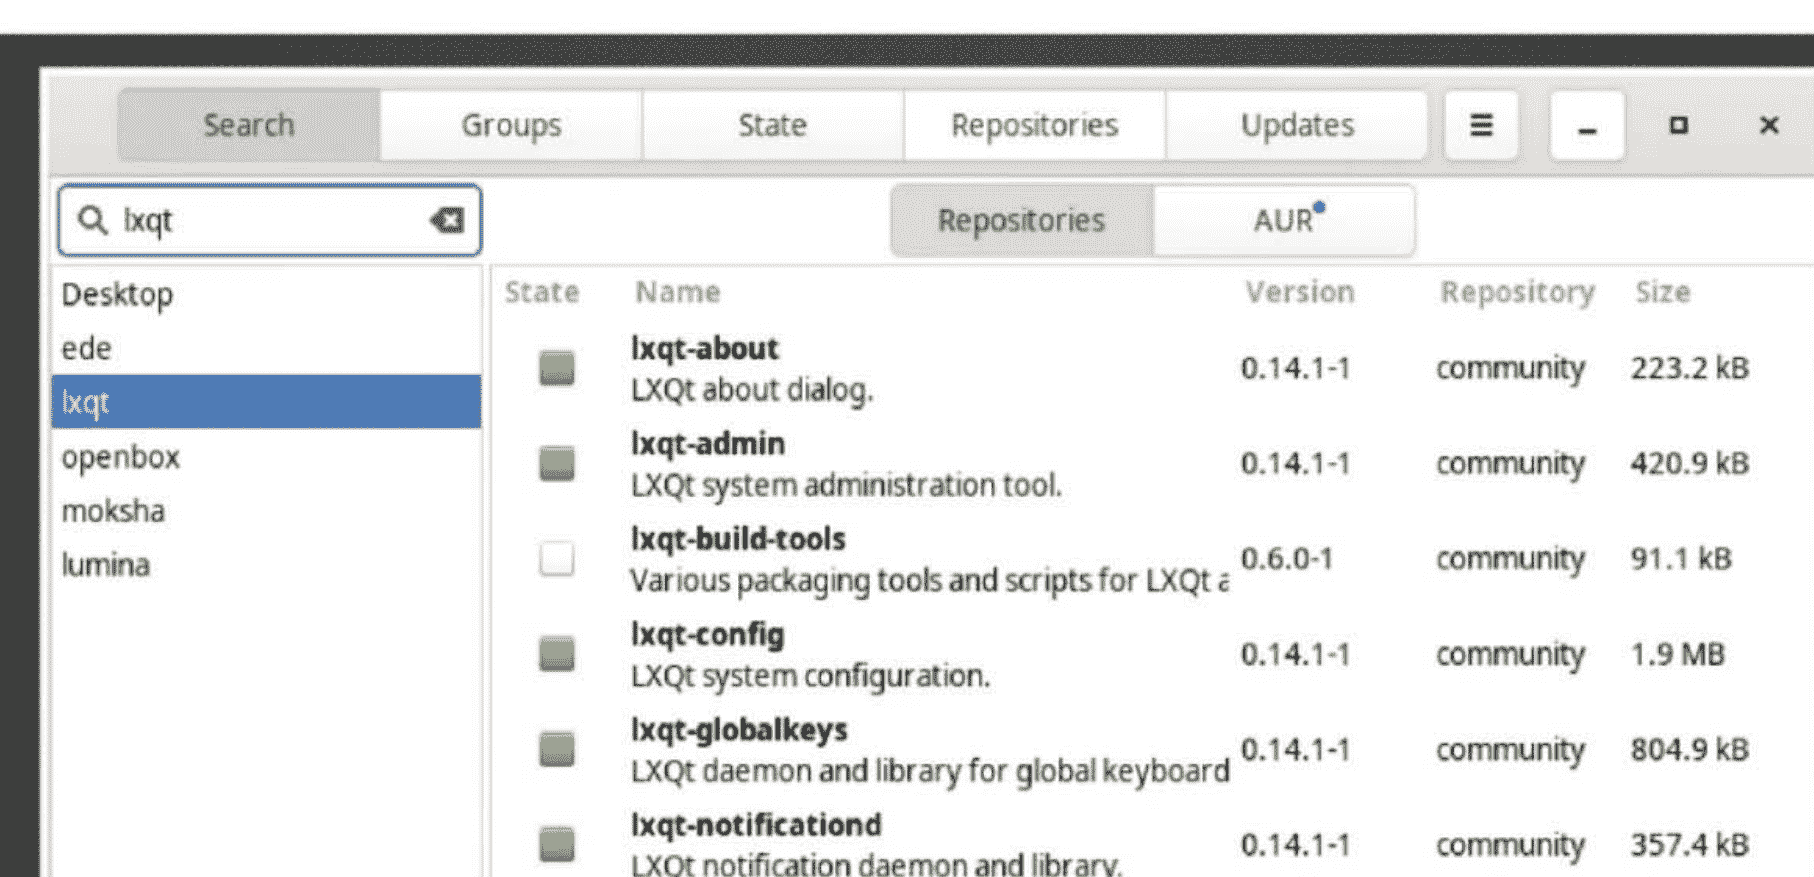 Search Groups State Repositories Updates
lxqt Repositories AUR
Desktop
ede
lxqt
openbox
moksha
lumina
State Name Version Repository Size
lxqt-about
LXQt about dialog.
0.14.1-1 community 223.2 kB
lxqt-admin
LXQt system administration tool.
0.14.1-1 community 420.9 kB
lxqt-build-tools
Various packaging tools and scripts for LXQt a
0.6.0-1 community 91.1 kB
lxqt-config
LXQt system configuration.
0.14.1-1 community 1.9 MB
lxqt-globalkeys
LXQt daemon and library for global keyboard
0.14.1-1 community 804.9 kB
lxqt-notificationd
LXQt notification daemon and library.
0.14.1-1 community 357.4 kB